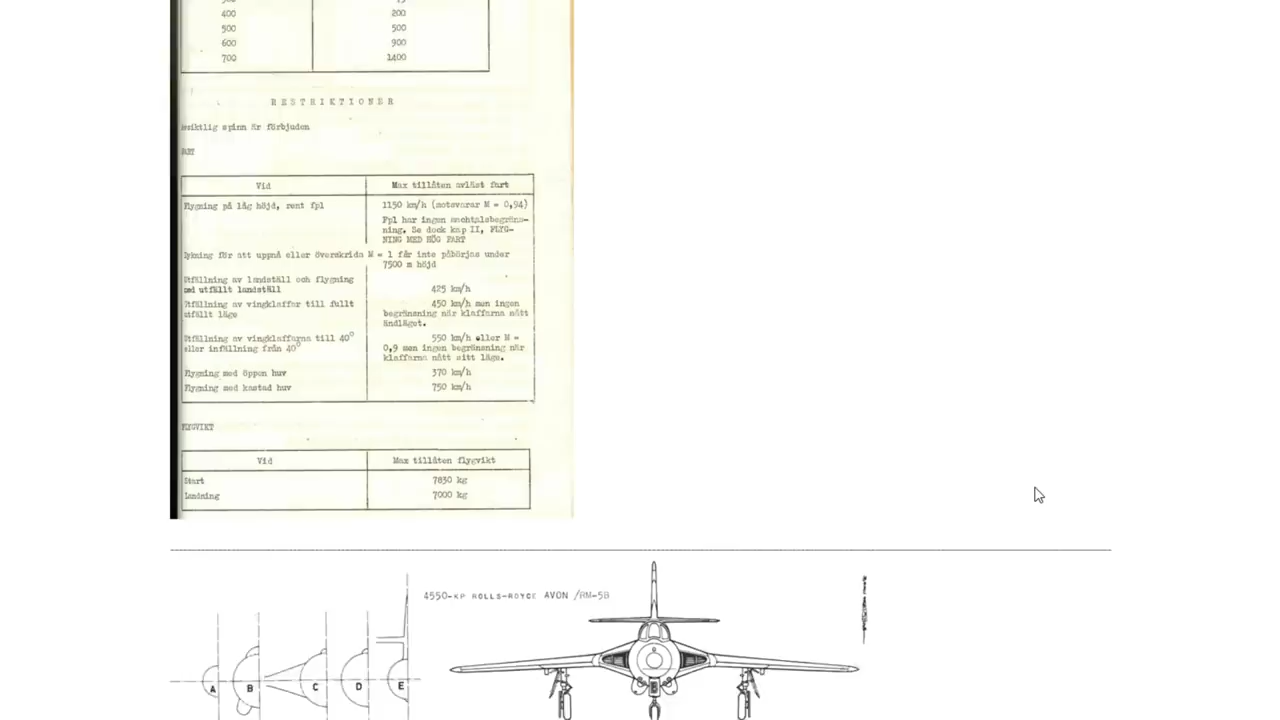 400 200
500 500
600 900
700 1400
RESTRIKTIONER
spinn är förbjuden
Vid Max tillåten avläst fart
Flygning på låg höjd, rent fpl 1150 km/h (motsvarar M = 0,94)
Fpl har ingen machtalsbegräns-
ning. Se dock kap II, FLYG-
NING MED HÖG FART
Dykning för att uppnå eller överskrida M = 1 får inte påbörjas under
7500 m höjd
Utfällning av landställ och flygning
med utfällt landställ 425 km/h
Utfällning av vingklaffar till fullt 450 km/h men ingen
utfällt läge begränsning när klaffarna nått
ändläget.
Utfällning av vingklaffarna till 40° 550 km/h eller M =
eller infällning från 40° 0,9 men ingen begränsning när
klaffarna nått sitt läge.
Flygning med öppen huv 370 km/h
Flygning med kastad huv 750 km/h
FLYGVIKT
Vid Max tillåten flygvikt
Start 7830 kg
Landning 7000 kg
4550-KP ROLLS-ROYCE AVON /RM-5B
A B C D E